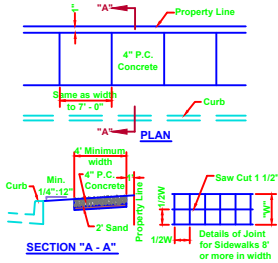 "A"
Property Line
1"
4" P.C.
Concrete
Same as width
to 7' - 0"
Curb
"A"
PLAN
4' Minimum
width
4" P.C.
Concrete
1"
Min.
1/4":12"
Curb
2' Sand
Property Line
SECTION "A - A"
Saw Cut 1 1/2"
1/2W
"W"
1/2W
Details of Joint
for Sidewalks 8'
or more in width